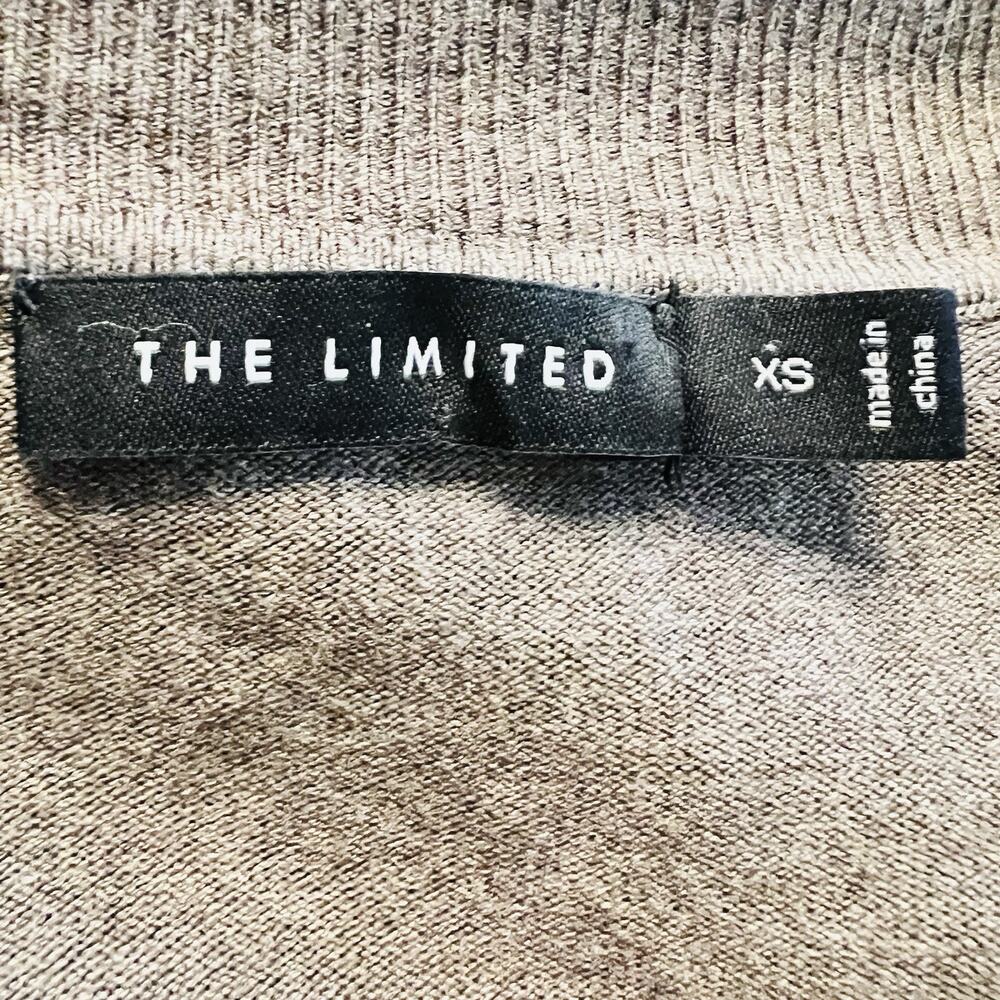 THE LiMITED
XS
made in
china